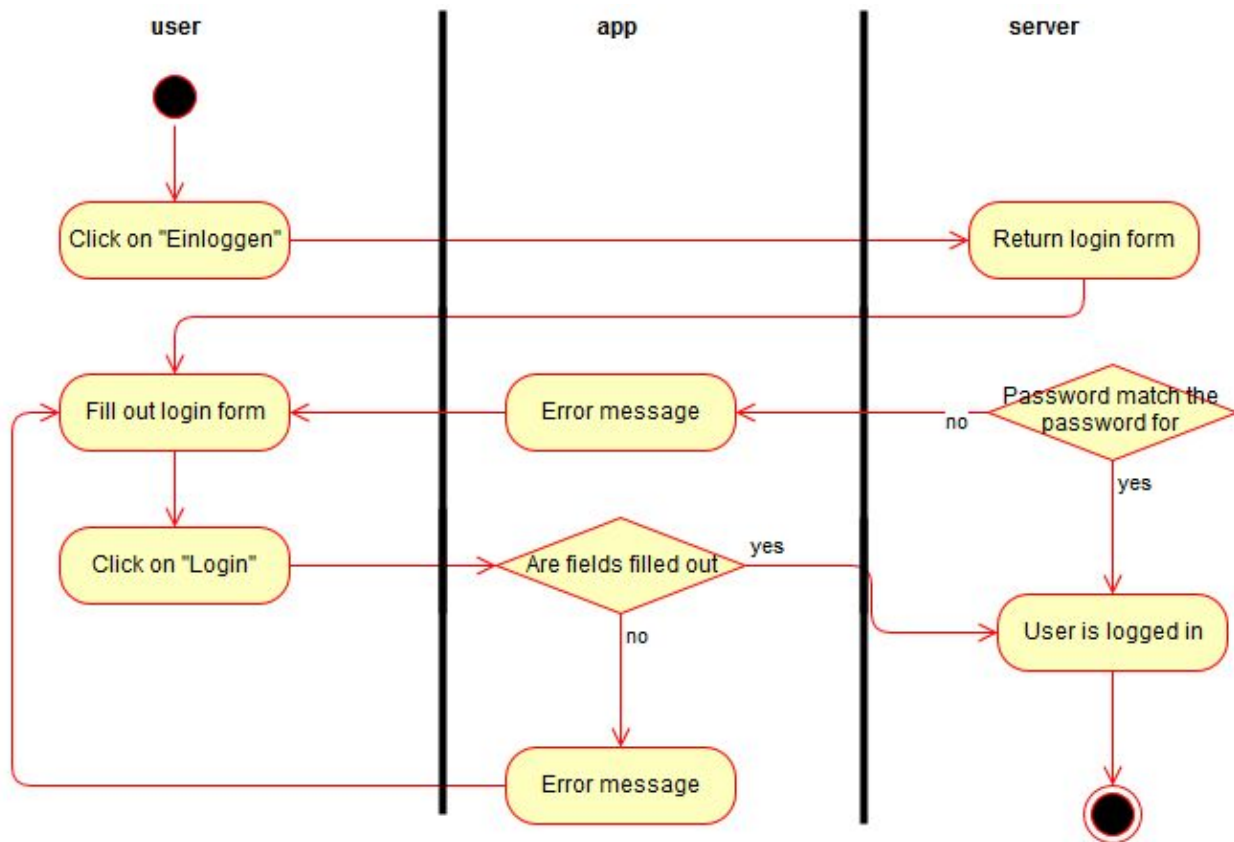 user
app
server
Click on "Einloggen"
Return login form
Fill out login form
Error message
Password match the
password for
no
yes
Click on "Login"
Are fields filled out
yes
no
User is logged in
Error message